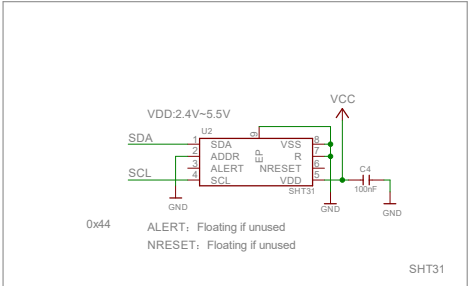 VCC
VDD:2.4V~5.5V
U2
9
SDA
1 SDA VSS 8
2 ADDR EP R 7
3 ALERT NRESET 6
SCL
4 SCL VDD 5
SHT31
C4
100nF
GND
GND
GND
0x44
ALERT：Floating if unused
NRESET：Floating if unused
SHT31